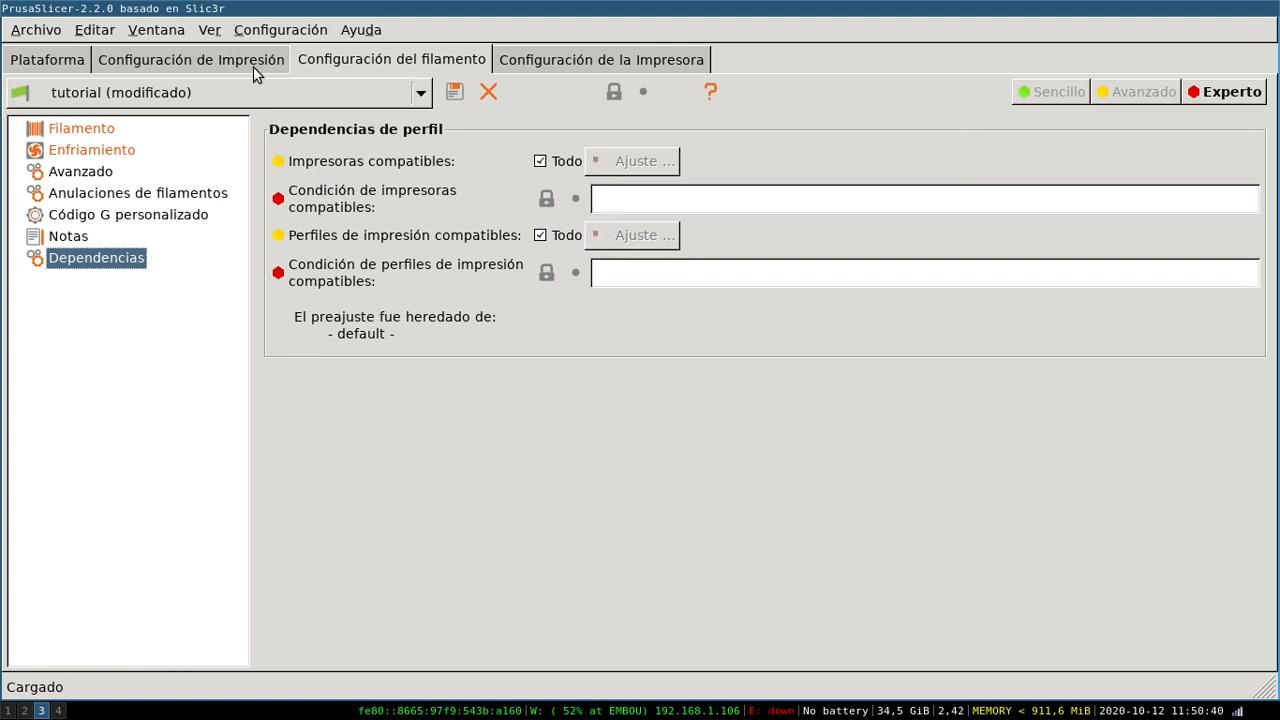 PrusaSlicer-2.2.0 basado en Slic3r
Archivo Editar Ventana Ver Configuración Ayuda
Plataforma Configuración de Impresión Configuración del filamento Configuración de la Impresora
tutorial (modificado) ? Sencillo Avanzado Experto
Filamento
Enfriamiento
Avanzado
Anulaciones de filamentos
Código G personalizado
Notas
Dependencias
Dependencias de perfil
Impresoras compatibles: Todo Ajuste ...
Condición de impresoras
compatibles:
Perfiles de impresión compatibles: Todo Ajuste ...
Condición de perfiles de impresión
compatibles:
El preajuste fue heredado de:
- default -
Cargado
1 2 3 4 fe80::8665:97f9:543b:a160|W: ( 52% at EMBOU) 192.168.1.106|E: down|No battery|34,5 GiB|2,42|MEMORY < 911,6 MiB|2020-10-12 11:50:40